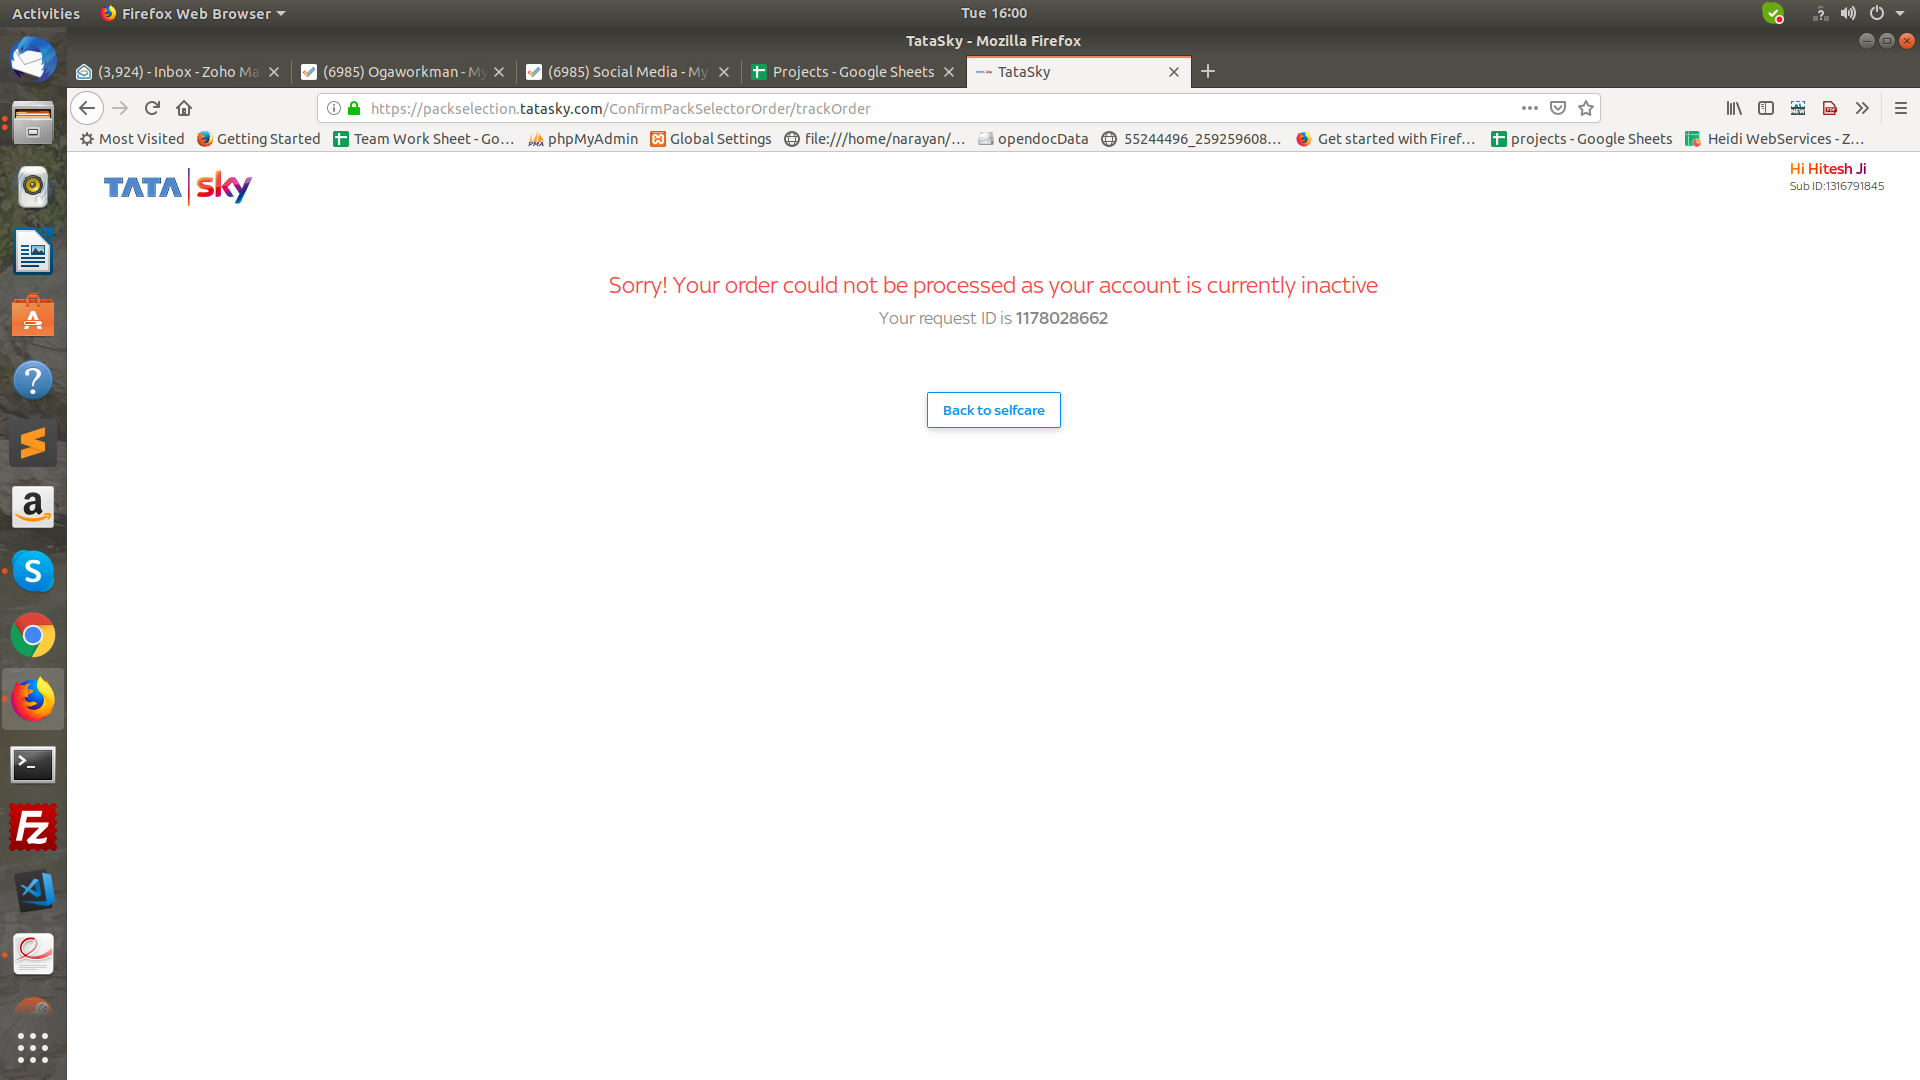 Activities
Firefox Web Browser
Tue 16:00
TataSky - Mozilla Firefox
(3,924) - Inbox - Zoho Ma
(6985) Ogaworkman - My
(6985) Social Media - My
Projects - Google Sheets
TataSky
https://packselection.tatasky.com/ConfirmPackSelectorOrder/trackOrder
Most Visited
Getting Started
Team Work Sheet - Go…
phpMyAdmin
Global Settings
file:///home/narayan/…
opendocData
55244496_259259608…
Get started with Firef…
projects - Google Sheets
Heidi WebServices - Z…
TATA sky
Hi Hitesh Ji
Sub ID:1316791845
Sorry! Your order could not be processed as your account is currently inactive
Your request ID is 1178028662
Back to selfcare